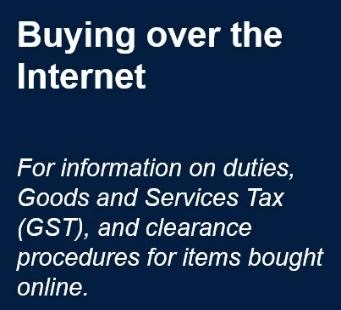 Buying over the
Internet
For information on duties,
Goods and Services Tax
(GST), and clearance
procedures for items bought
online.